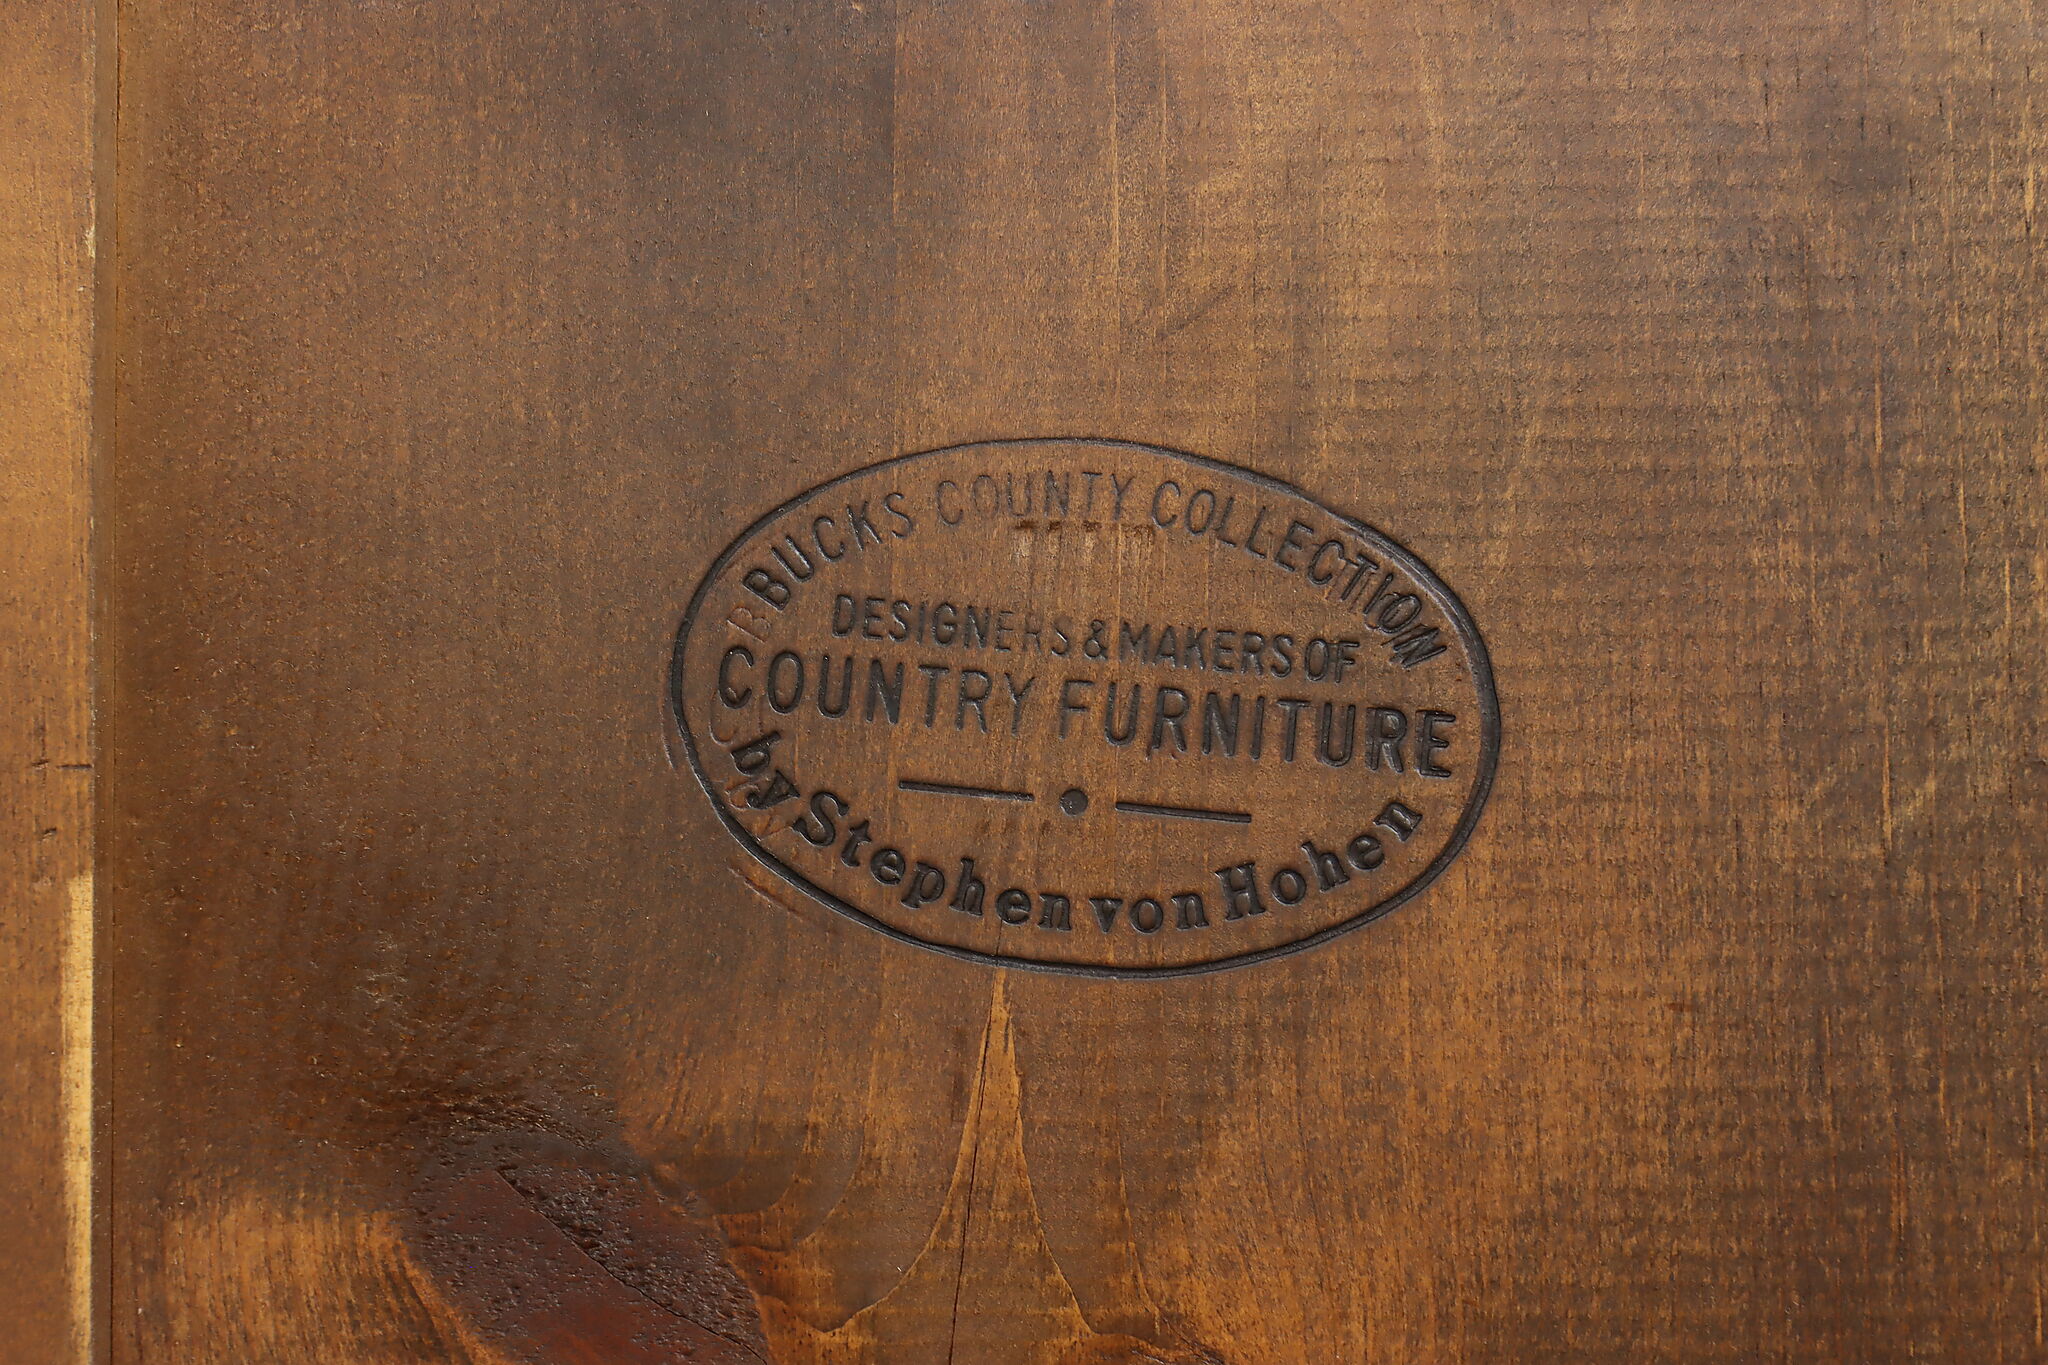 BUCKS COUNTY COLLECTION
DESIGNERS & MAKERS OF
COUNTRY FURNITURE
by Stephen von Hohen